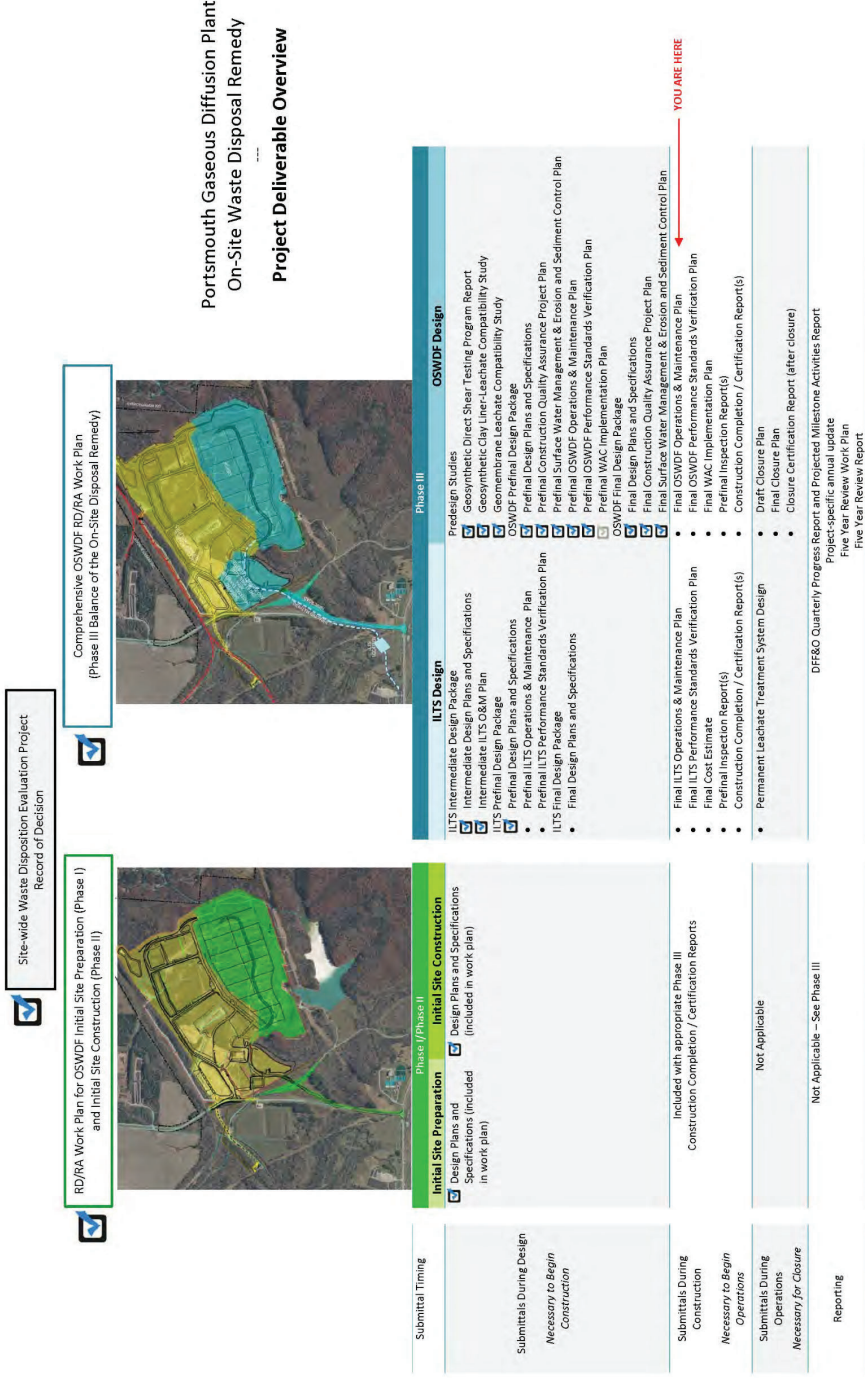 Portsmouth Gaseous Diffusion Plant
On-Site Waste Disposal Remedy
---
Project Deliverable Overview
Site-wide Waste Disposition Evaluation Project
Record of Decision
RD/RA Work Plan for OSWDF Initial Site Preparation (Phase I)
and Initial Site Construction (Phase II)
Comprehensive OSWDF RD/RA Work Plan
(Phase III Balance of the On-Site Disposal Remedy)
Submittal Timing
Phase I/Phase II
Initial Site Preparation
Initial Site Construction
Phase III
ILTS Design
OSWDF Design
Submittals During Design
Necessary to Begin
Construction
Design Plans and
Specifications (included
in work plan)
Design Plans and Specifications
(included in work plan)
ILTS Intermediate Design Package
Intermediate Design Plans and Specifications
Intermediate ILTS O&M Plan
ILTS Prefinal Design Package
Prefinal Design Plans and Specifications
• Prefinal ILTS Operations & Maintenance Plan
• Prefinal ILTS Performance Standards Verification Plan
ILTS Final Design Package
• Final Design Plans and Specifications
Predesign Studies
Geosynthetic Direct Shear Testing Program Report
Geosynthetic Clay Liner-Leachate Compatibility Study
Geomembrane Leachate Compatibility Study
OSWDF Prefinal Design Package
Prefinal Design Plans and Specifications
Prefinal Construction Quality Assurance Project Plan
Prefinal Surface Water Management & Erosion and Sediment Control Plan
Prefinal OSWDF Operations & Maintenance Plan
Prefinal OSWDF Performance Standards Verification Plan
Prefinal WAC Implementation Plan
OSWDF Final Design Package
Final Design Plans and Specifications
Final Construction Quality Assurance Project Plan
Final Surface Water Management & Erosion and Sediment Control Plan
Submittals During
Construction
Necessary to Begin
Operations
Included with appropriate Phase III
Construction Completion / Certification Reports
• Final ILTS Operations & Maintenance Plan
• Final ILTS Performance Standards Verification Plan
• Final Cost Estimate
• Prefinal Inspection Report(s)
• Construction Completion / Certification Report(s)
• Final OSWDF Operations & Maintenance Plan
• Final OSWDF Performance Standards Verification Plan
• Final WAC Implementation Plan
• Prefinal Inspection Report(s)
• Construction Completion / Certification Report(s)
YOU ARE HERE
Submittals During
Operations
Necessary for Closure
Not Applicable
• Permanent Leachate Treatment System Design
• Draft Closure Plan
• Final Closure Plan
• Closure Certification Report (after closure)
Reporting
Not Applicable – See Phase III
DFF&O Quarterly Progress Report and Projected Milestone Activities Report
Project-specific annual update
Five Year Review Work Plan
Five Year Review Report